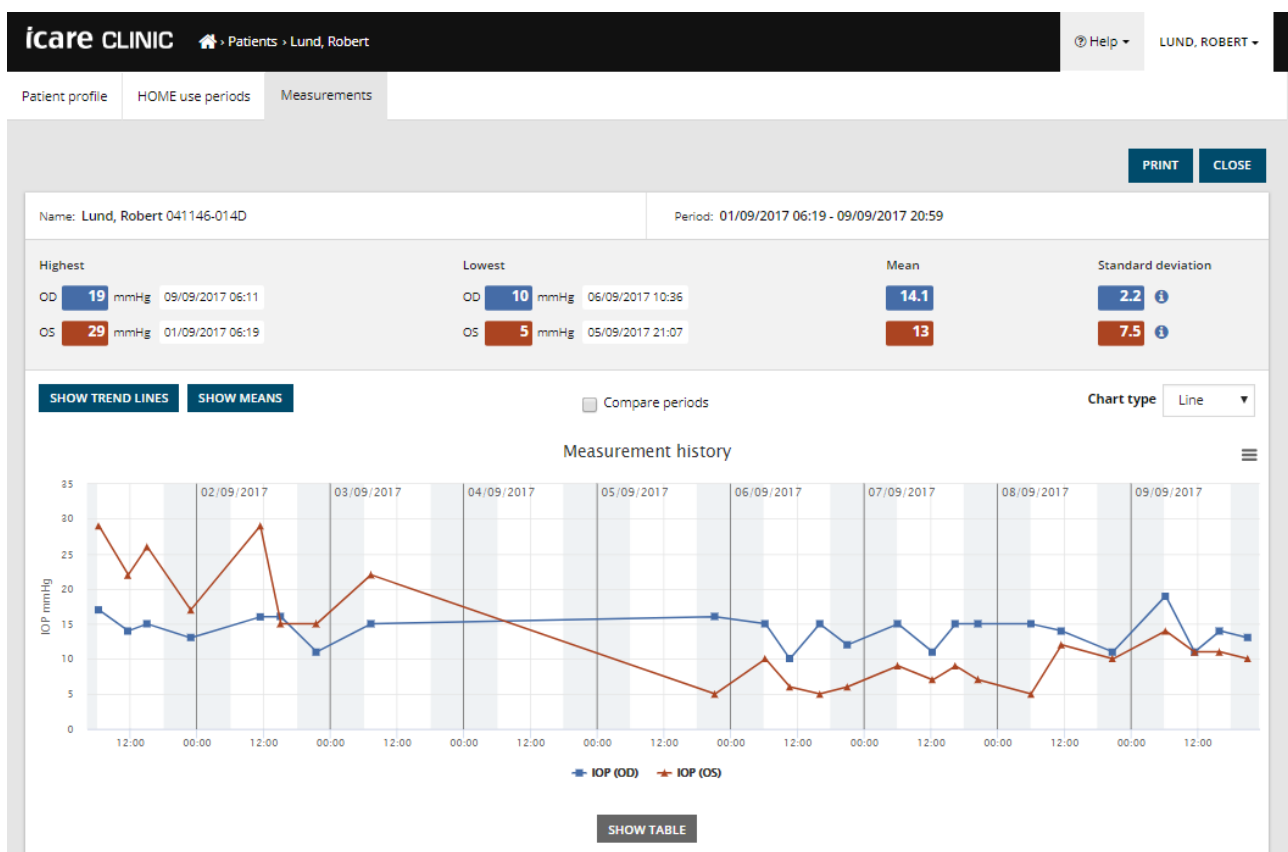 icare CLINIC › Patients › Lund, Robert Help LUND, ROBERT
Patient profile HOME use periods Measurements
PRINT CLOSE
Name: Lund, Robert 041146-014D Period: 01/09/2017 06:19 - 09/09/2017 20:59
Highest Lowest Mean Standard deviation
OD 19 mmHg 09/09/2017 06:11 OD 10 mmHg 06/09/2017 10:36 14.1 2.2
OS 29 mmHg 01/09/2017 06:19 OS 5 mmHg 05/09/2017 21:07 13 7.5
SHOW TREND LINES SHOW MEANS Compare periods Chart type Line
Measurement history
35 02/09/2017 03/09/2017 04/09/2017 05/09/2017 06/09/2017 07/09/2017 08/09/2017 09/09/2017
30
25
20
IOP mmHg
15
10
5
0
12:00 00:00 12:00 00:00 12:00 00:00 12:00 00:00 12:00 00:00 12:00 00:00 12:00 00:00 12:00 00:00 12:00
IOP (OD) IOP (OS)
SHOW TABLE